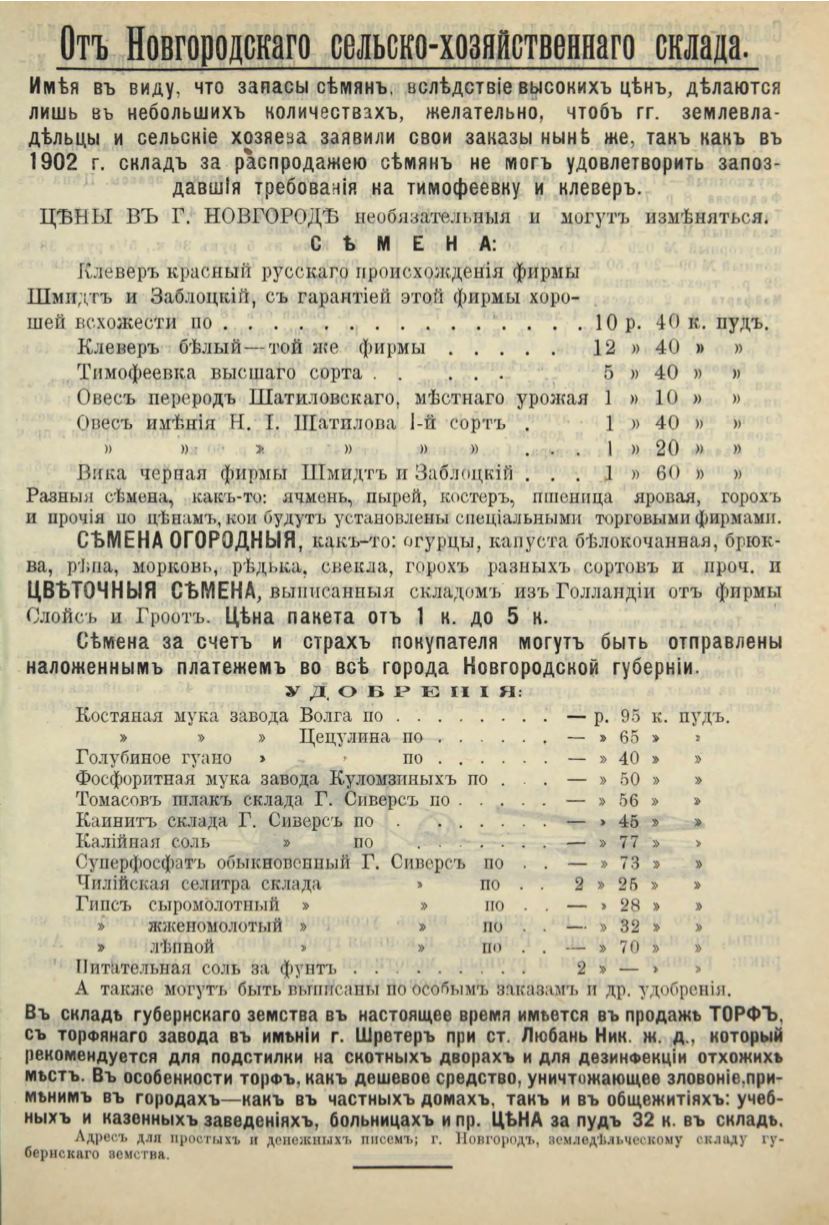 Отъ Новгородскаго сельско-хозяйственнаго склада.
Имѣя въ виду, что запасы сѣмянъ, вслѣдствіе высокихъ цѣнъ, дѣлаются
лишь въ небольшихъ количествахъ, желательно, чтобъ гг. землевла-
дѣльцы и сельскіе хозяева заявили свои заказы нынѣ же, такъ какъ въ
1902 г. складъ за распродажею сѣмянъ не могъ удовлетворить запоз-
давшія требованія на тимофеевку и клеверъ.
ЦѢНЫ ВЪ Г. НОВГОРОДѢ необязательныя и могутъ измѣняться.
СѢМЕНА:
Клеверъ красный русскаго происхожденія фирмы
Шмидтъ и Заблоцкій, съ гарантіей этой фирмы хоро-
шей всхожести по . . . . . . . . . . . . . . . . 10 р. 40 к. пудъ.
Клеверъ бѣлый—той же фирмы . . . . . 12 » 40 » »
Тимофеевка высшаго сорта . . . . . . 5 » 40 » »
Овесъ перерод Шатиловскаго, мѣстнаго урожая 1 » 10 » »
Овесъ имѣнія Н. І. Шатилова 1-й сортъ . 1 » 40 » »
» » » » » » . . . 1 » 20 » »
Вика черная фирмы Шмидтъ и Заблоцкій . . . 1 » 60 » »
Разныя сѣмена, какъ-то: ячмень, пырей, костеръ, пшеница яровая, горохъ
и прочія по цѣнамъ, кои будутъ установлены спеціальными торговыми фирмами.
СѢМЕНА ОГОРОДНЫЯ, какъ-то: огурцы, капуста бѣлокочанная, брюк-
ва, рѣпа, морковь, рѣдька, свекла, горохъ разныхъ сортовъ и проч. и
ЦВѢТОЧНЫЯ СѢМЕНА, выписанныя складомъ изъ Голландіи отъ фирмы
Слойсъ и Гроотъ. Цѣна пакета отъ 1 к. до 5 к.
Сѣмена за счетъ и страхъ покупателя могутъ быть отправлены
наложеннымъ платежемъ во всѣ города Новгородской губерніи.
УДОБРЕНІЯ:
Костяная мука завода Волга по . . . . . . . . . — р. 95 к. пудъ.
» » » Цецулина по . . . . . . — » 65 » »
Голубиное гуано » » по . . . . . . — » 40 » »
Фосфоритная мука завода Куломзиныхъ по . . . — » 50 » »
Томасовъ шлакъ склада Г. Сиверсъ по . . . . . — » 56 » »
Каинитъ склада Г. Сиверсъ по . . . . . . . — » 45 » »
Калійная соль » по . . . . . . . — » 77 » »
Суперфосфатъ обыкновенный Г. Сиверсъ по . . — » 73 » »
Чилійская селитра склада » по . . 2 » 25 » »
Гипсъ сыромолотный » » по . . — » 28 » »
» жженомолотый » » по . . — » 32 » »
» лѣпной » » по . . — » 70 » »
Питательная соль за фунтъ . . . . . . . . . 2 » — » »
А также могутъ быть выписаны по особымъ заказамъ и др. удобренія.
Въ складѣ губернскаго земства въ настоящее время имѣется въ продажѣ ТОРФЪ,
съ торфянаго завода въ имѣніи г. Шретеръ при ст. Любань Ник. ж. д., который
рекомендуется для подстилки на скотныхъ дворахъ и для дезинфекціи отхожихъ
мѣстъ. Въ особенности торфъ, какъ дешевое средство, уничтожающее зловоніе, при-
мѣнимъ въ городахъ—какъ въ частныхъ домахъ, такъ и въ общежитіяхъ: учеб-
ныхъ и казенныхъ заведеніяхъ, больницахъ и пр. ЦѢНА за пудъ 32 к. въ складѣ.
Адресъ для простыхъ и денежныхъ писемъ; г. Новгородъ, земледѣльческому складу гу-
бернскаго земства.